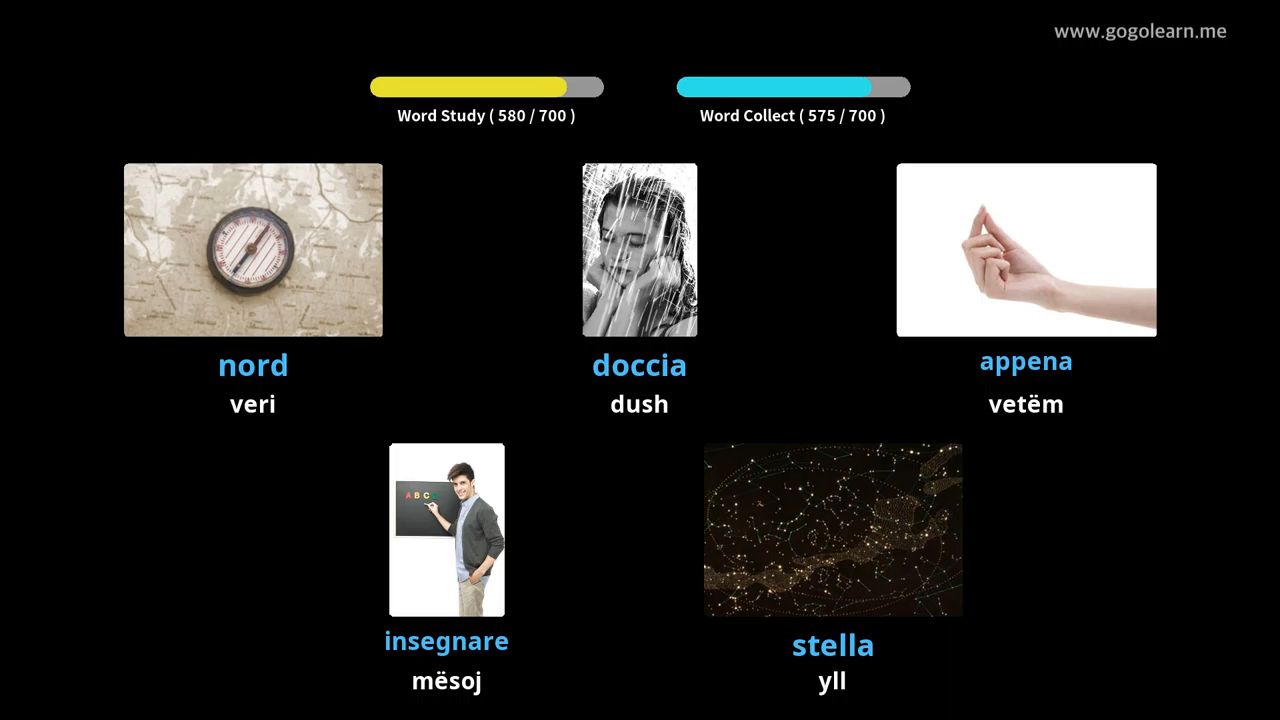 www.gogolearn.me
Word Study ( 580 / 700 )
Word Collect ( 575 / 700 )
nord
veri
doccia
dush
appena
vetëm
A B C D
insegnare
mësoj
stella
yll